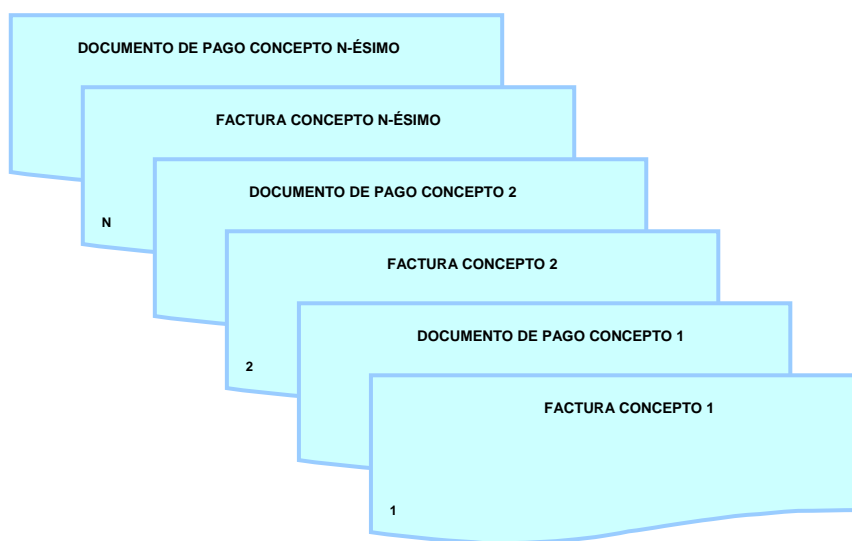 DOCUMENTO DE PAGO CONCEPTO N-ÉSIMO
FACTURA CONCEPTO N-ÉSIMO
N
DOCUMENTO DE PAGO CONCEPTO 2
FACTURA CONCEPTO 2
2
DOCUMENTO DE PAGO CONCEPTO 1
FACTURA CONCEPTO 1
1